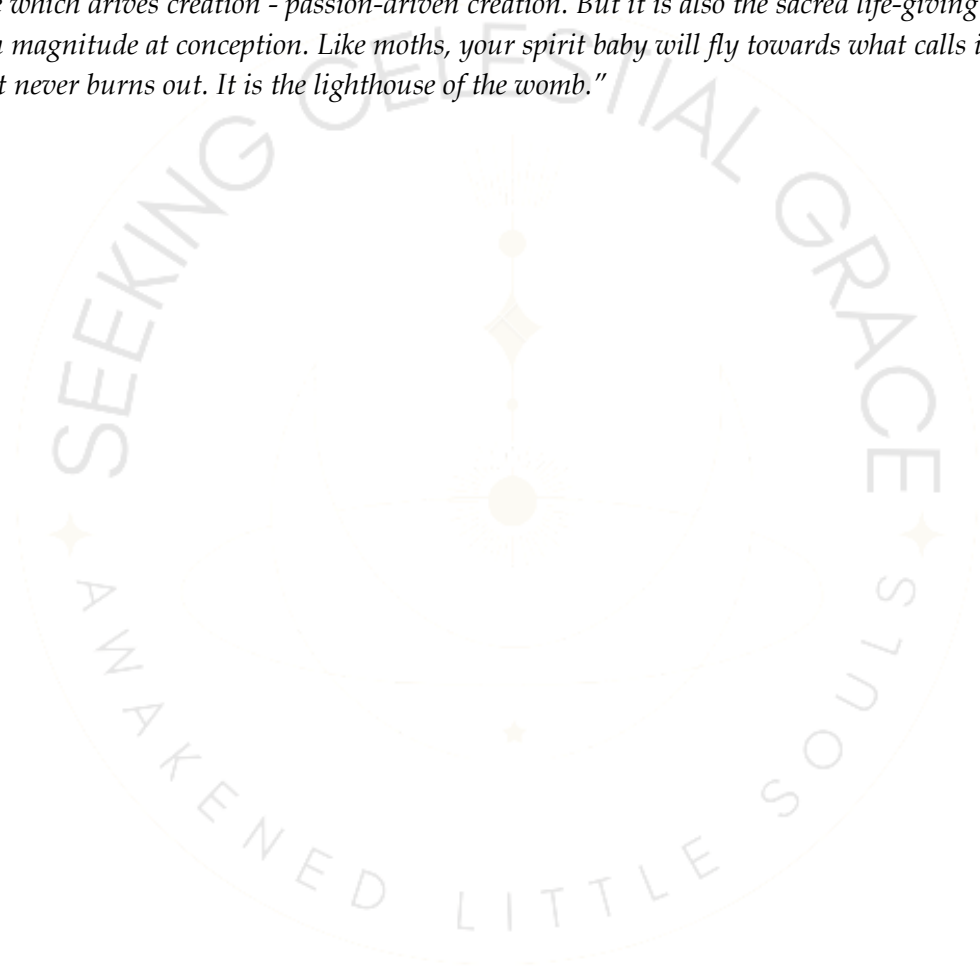 which drives creation - passion-driven creation. But it is also the sacred life-giving
magnitude at conception. Like moths, your spirit baby will fly towards what calls
never burns out. It is the lighthouse of the womb.”
SEEKING CELESTIAL GRACE
AWAKENED LITTLE SOULS